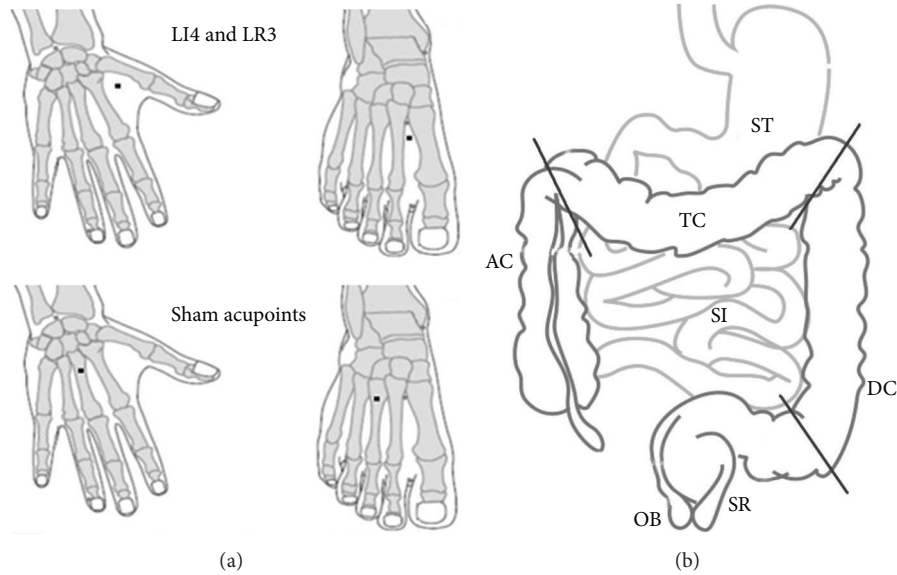 LI4 and LR3
Sham acupoints
(a)
ST
TC
AC
SI
DC
OB
SR
(b)